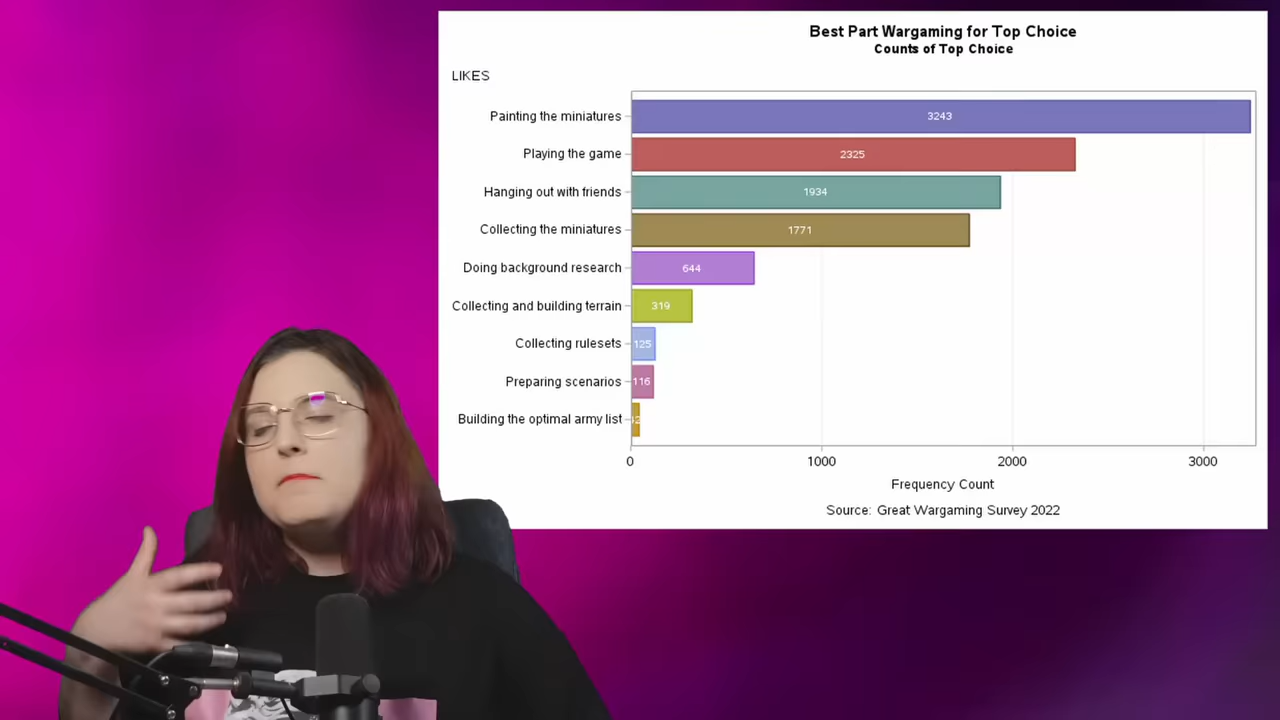 Best Part Wargaming for Top Choice
Counts of Top Choice
LIKES
Painting the miniatures 3243
Playing the game 2325
Hanging out with friends 1934
Collecting the miniatures 1771
Doing background research 644
Collecting and building terrain 319
Collecting rulesets 125
Preparing scenarios 116
Building the optimal army list
0 1000 2000 3000
Frequency Count
Source: Great Wargaming Survey 2022